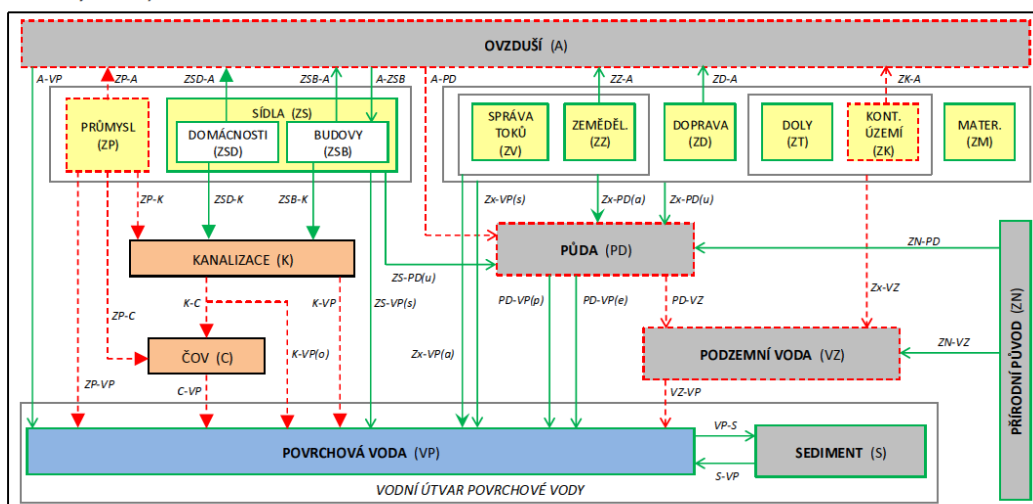 OVZDUŠÍ (A)
A-VP
ZP-A
ZSD-A
ZSB-A
A-ZSB
A-PD
ZZ-A
ZD-A
ZK-A
PRŮMYSL
(ZP)
SÍDLA (ZS)
DOMÁCNOSTI
(ZSD)
BUDOVY
(ZSB)
SPRÁVA
TOKŮ
(ZV)
ZEMĚDĚL.
(ZZ)
DOPRAVA
(ZD)
DOLY
(ZT)
KONT.
ÚZEMÍ
(ZK)
MATER.
(ZM)
ZP-K
ZSD-K
ZSB-K
Zx-VP(s)
Zx-PD(a)
Zx-PD(u)
KANALIZACE (K)
PŮDA (PD)
ZN-PD
ZS-PD(u)
K-C
K-VP
ZS-VP(s)
PD-VP(p)
PD-VP(e)
PD-VZ
Zx-VZ
ZP-C
ČOV (C)
K-VP(o)
Zx-VP(a)
PODZEMNÍ VODA (VZ)
ZN-VZ
PŘÍRODNÍ PŮVOD (ZN)
ZP-VP
C-VP
VZ-VP
POVRCHOVÁ VODA (VP)
VP-S
S-VP
SEDIMENT (S)
VODNÍ ÚTVAR POVRCHOVÉ VODY